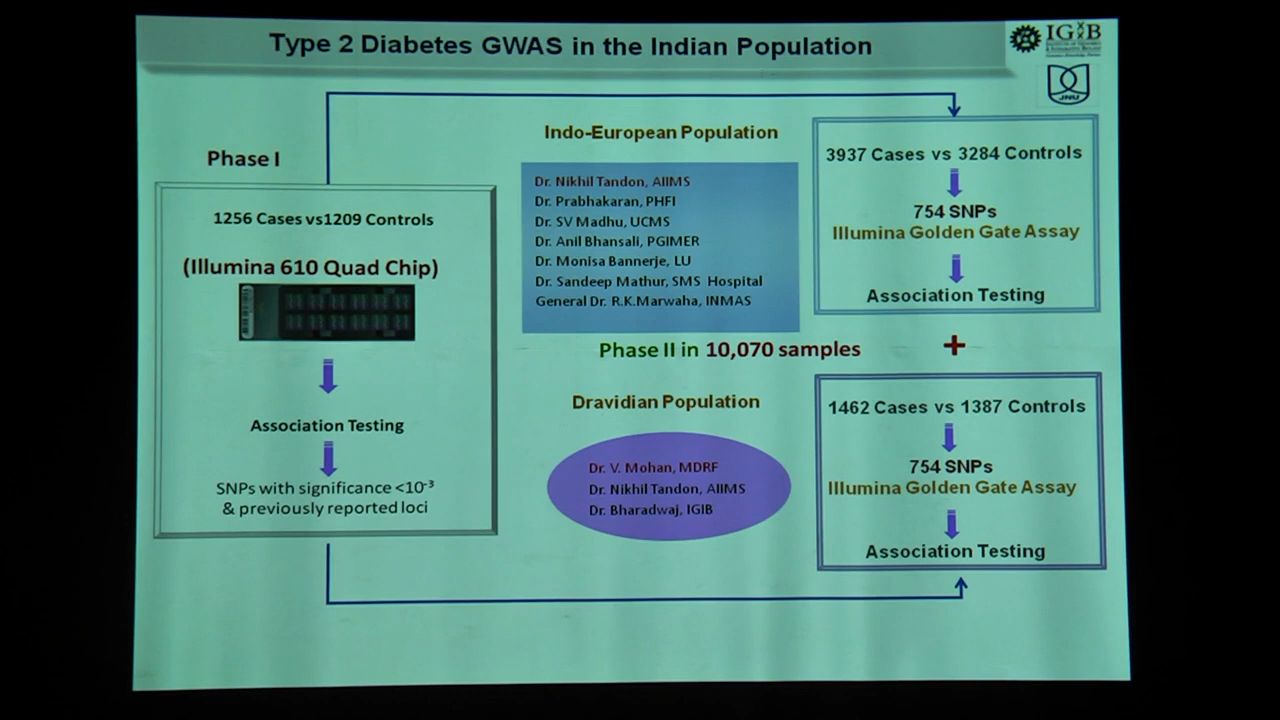 Type 2 Diabetes GWAS in the Indian Population
IGIB
JNU
Phase I
1256 Cases vs1209 Controls
(Illumina 610 Quad Chip)
Association Testing
SNPs with significance <10⁻³
& previously reported loci
Indo-European Population
Dr. Nikhil Tandon, AIIMS
Dr. Prabhakaran, PHFI
Dr. SV Madhu, UCMS
Dr. Anil Bhansali, PGIMER
Dr. Monisa Bannerje, LU
Dr. Sandeep Mathur, SMS Hospital
General Dr. R.K.Marwaha, INMAS
Phase II in 10,070 samples
Dravidian Population
Dr. V. Mohan, MDRF
Dr. Nikhil Tandon, AIIMS
Dr. Bharadwaj, IGIB
3937 Cases vs 3284 Controls
754 SNPs
Illumina Golden Gate Assay
Association Testing
+
1462 Cases vs 1387 Controls
754 SNPs
Illumina Golden Gate Assay
Association Testing